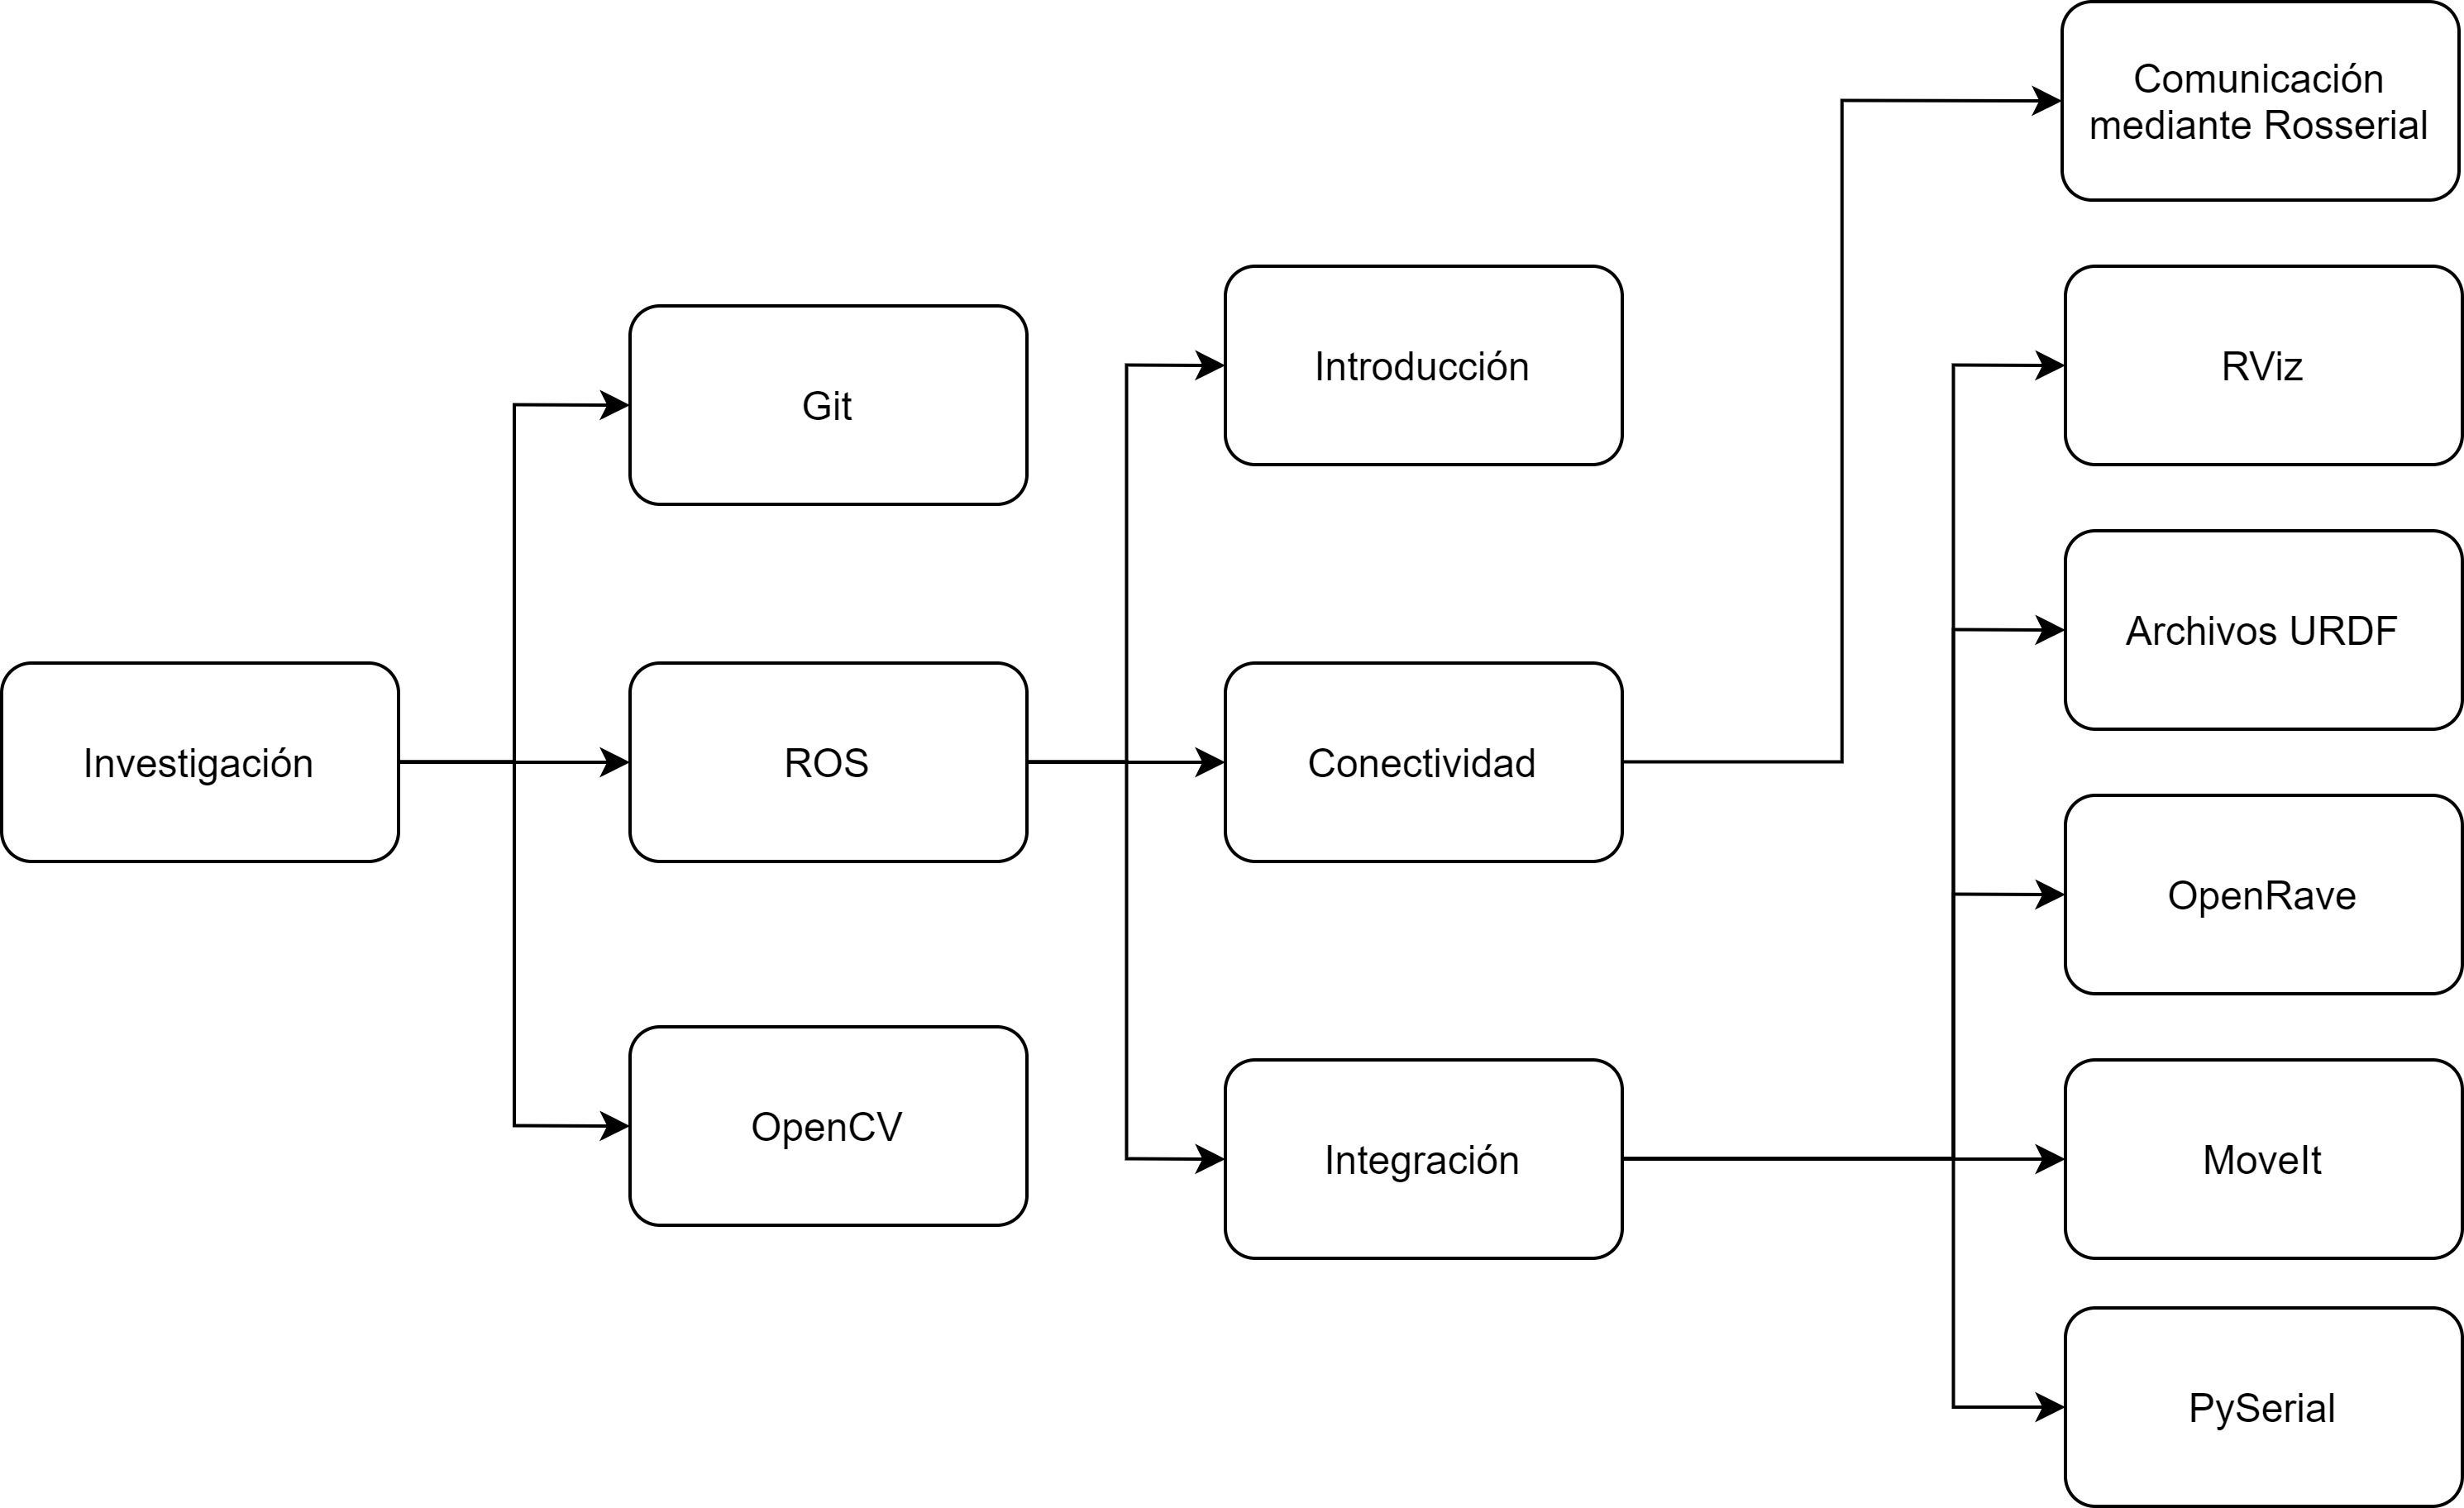 Investigación
Git
ROS
OpenCV
Introducción
Conectividad
Integración
Comunicación
mediante Rosserial
RViz
Archivos URDF
OpenRave
MoveIt
PySerial